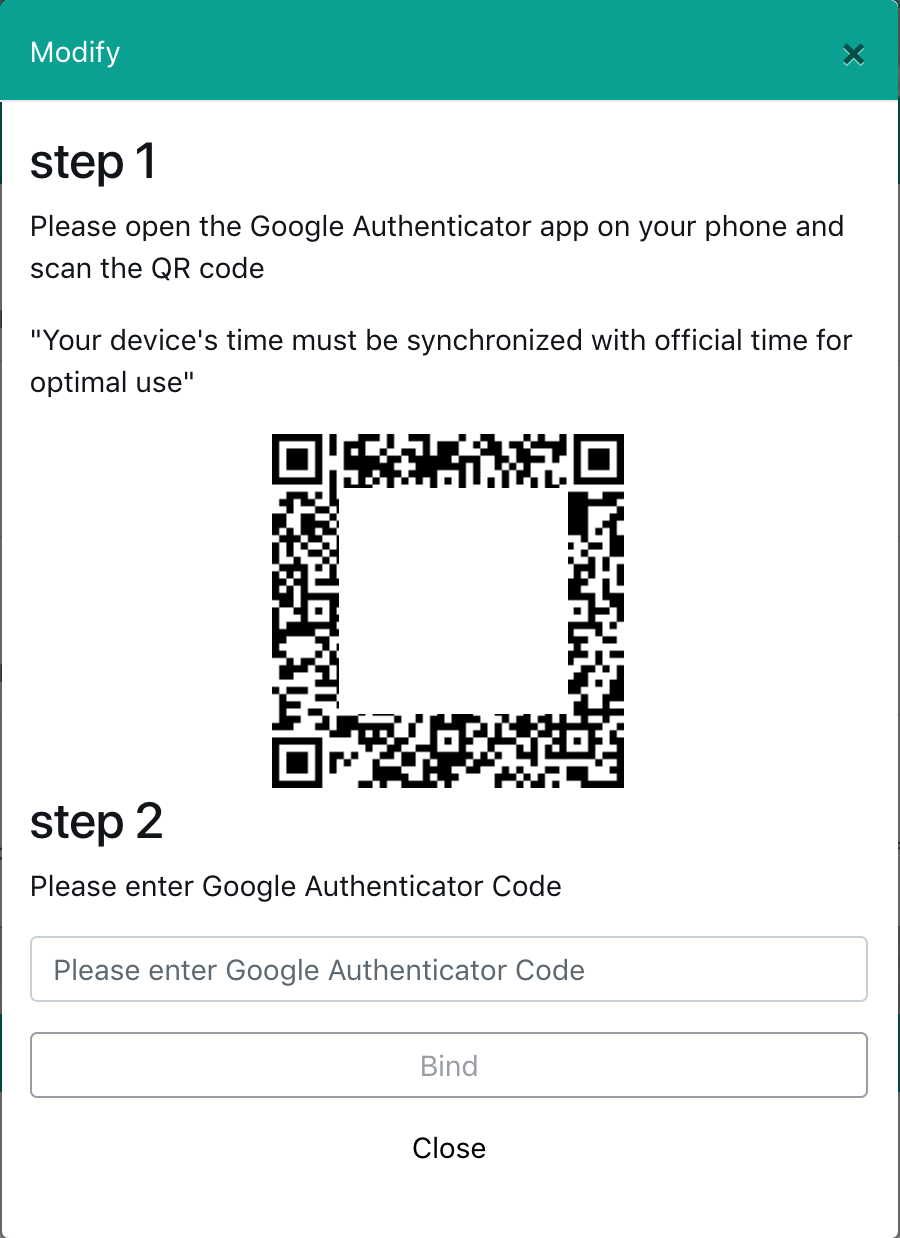 Modify
step 1
Please open the Google Authenticator app on your phone and
scan the QR code
"Your device's time must be synchronized with official time for
optimal use"
step 2
Please enter Google Authenticator Code
Please enter Google Authenticator Code
Bind
Close